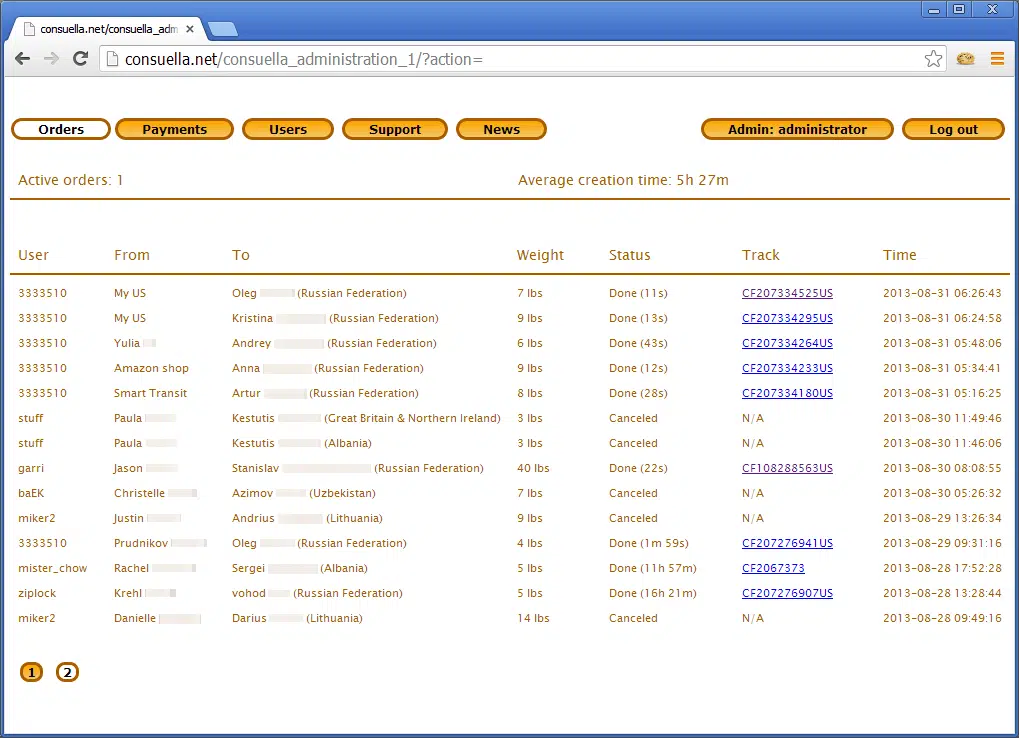 consuella.net/consuella_adm
consuella.net/consuella_administration_1/?action=
Orders Payments Users Support News Admin: administrator Log out
Active orders: 1 Average creation time: 5h 27m
User From To Weight Status Track Time
3333510 My US Oleg (Russian Federation) 7 lbs Done (11s) CF207334525US 2013-08-31 06:26:43
3333510 My US Kristina (Russian Federation) 9 lbs Done (13s) CF207334295US 2013-08-31 06:24:58
3333510 Yulia Andrey (Russian Federation) 6 lbs Done (43s) CF207334264US 2013-08-31 05:48:06
3333510 Amazon shop Anna (Russian Federation) 9 lbs Done (12s) CF207334233US 2013-08-31 05:34:41
3333510 Smart Transit Artur (Russian Federation) 8 lbs Done (28s) CF207334180US 2013-08-31 05:16:25
stuff Paula Kestutis (Great Britain & Northern Ireland) 3 lbs Canceled N/A 2013-08-30 11:49:46
stuff Paula Kestutis (Albania) 3 lbs Canceled N/A 2013-08-30 11:46:06
garri Jason Stanislav (Russian Federation) 40 lbs Done (22s) CF108288563US 2013-08-30 08:08:55
baEK Christelle Azimov (Uzbekistan) 7 lbs Canceled N/A 2013-08-30 05:26:32
miker2 Justin Andrius (Lithuania) 9 lbs Canceled N/A 2013-08-29 13:26:34
3333510 Prudnikov Oleg (Russian Federation) 4 lbs Done (1m 59s) CF207276941US 2013-08-29 09:31:16
mister_chow Rachel Sergei (Albania) 5 lbs Done (11h 57m) CF2067373 2013-08-28 17:52:28
ziplock Krehl vohod (Russian Federation) 5 lbs Done (16h 21m) CF207276907US 2013-08-28 13:28:44
miker2 Danielle Darius (Lithuania) 14 lbs Canceled N/A 2013-08-28 09:49:16
1 2